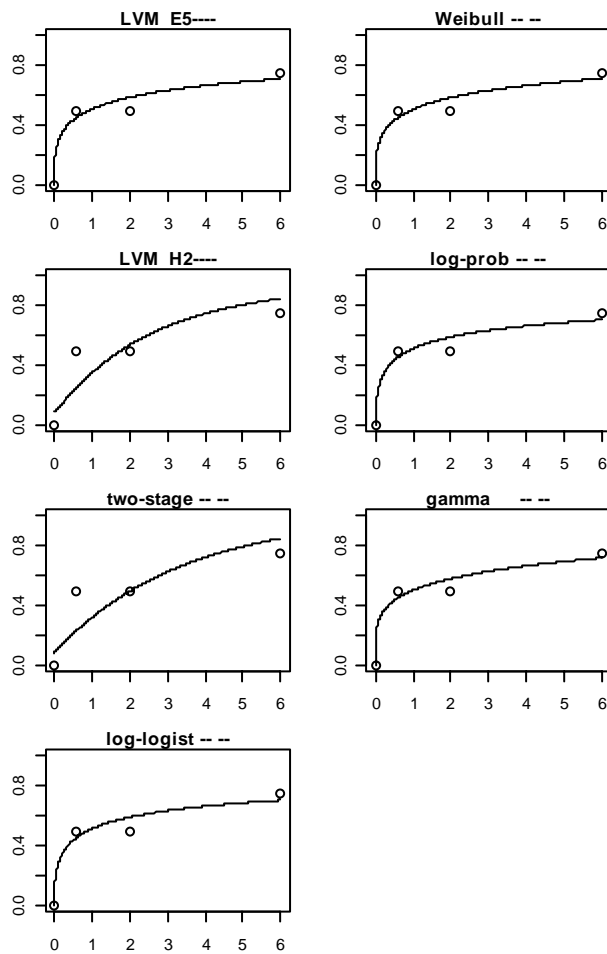 LVM E5----
0.0 0.4 0.8
0 1 2 3 4 5 6
Weibull -- --
0.0 0.4 0.8
0 1 2 3 4 5 6
LVM H2----
0.0 0.4 0.8
0 1 2 3 4 5 6
log-prob -- --
0.0 0.4 0.8
0 1 2 3 4 5 6
two-stage -- --
0.0 0.4 0.8
0 1 2 3 4 5 6
gamma -- --
0.0 0.4 0.8
0 1 2 3 4 5 6
log-logist -- --
0.0 0.4 0.8
0 1 2 3 4 5 6